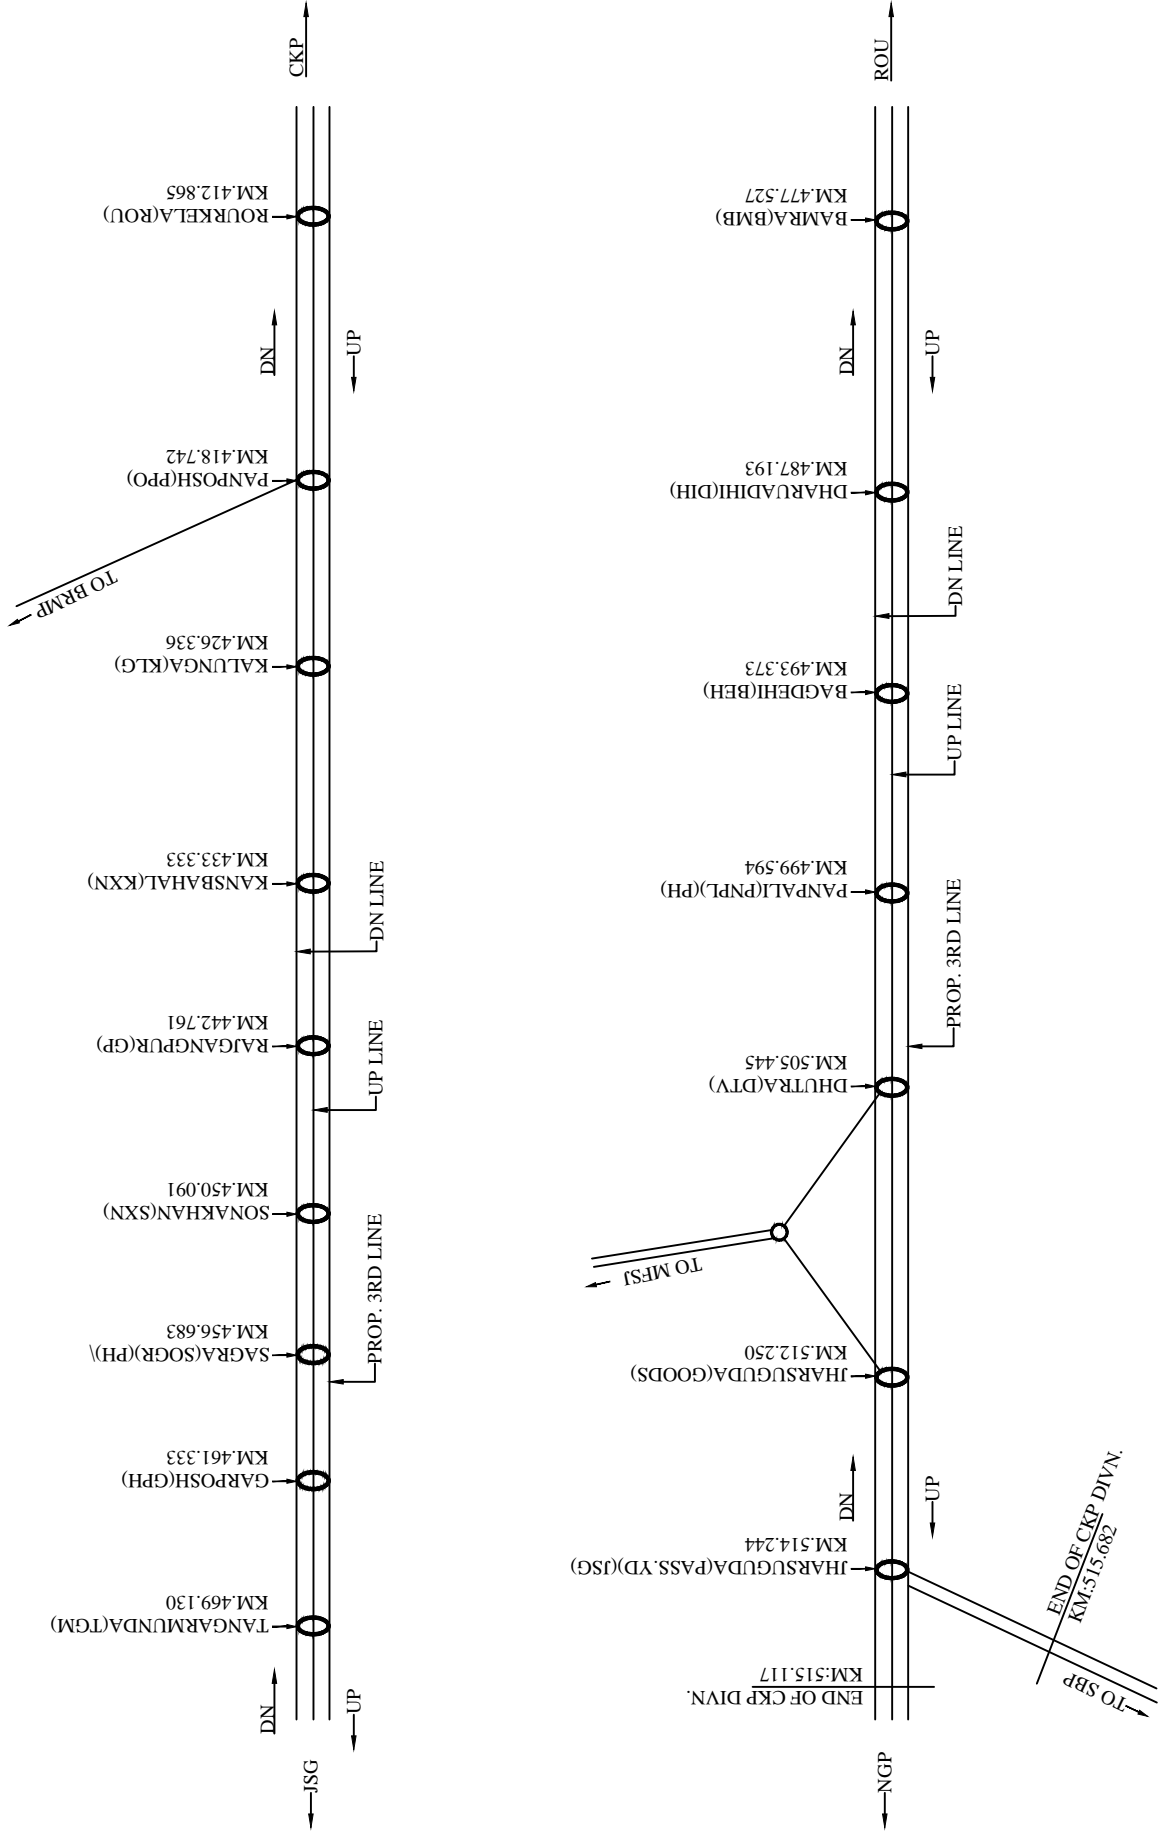 CKP
ROURKELA(ROU)
KM.412.865
DN
UP
PANPOSH(PPO)
KM.418.742
TO BRMP
KALUNGA(KLG)
KM.426.336
KANSBAHAL(KXN)
KM.433.333
DN LINE
RAJGANGPUR(GP)
KM.442.761
UP LINE
SONAKHAN(SXN)
KM.450.091
PROP. 3RD LINE
SAGRA(SOGR)(PH)\
KM.456.683
GARPOSH(GPH)
KM.461.333
TANGARMUNDA(TGM)
KM.469.130
DN
UP
JSG
ROU
BAMRA(BMB)
KM.477.527
DN
UP
DHARUADIHI(DIH)
KM.487.193
DN LINE
BAGDEHI(BEH)
KM.493.373
UP LINE
PANPALI(PNPL)(PH)
KM.499.594
PROP. 3RD LINE
DHUTRA(DTV)
KM.505.445
TO MFSJ
JHARSUGUDA(GOODS)
KM.512.250
DN
UP
JHARSUGUDA(PASS.YD)(JSG)
KM.514.244
END OF CKP DIVN.
KM:515.682
TO SBP
END OF CKP DIVN.
KM:515.117
NGP